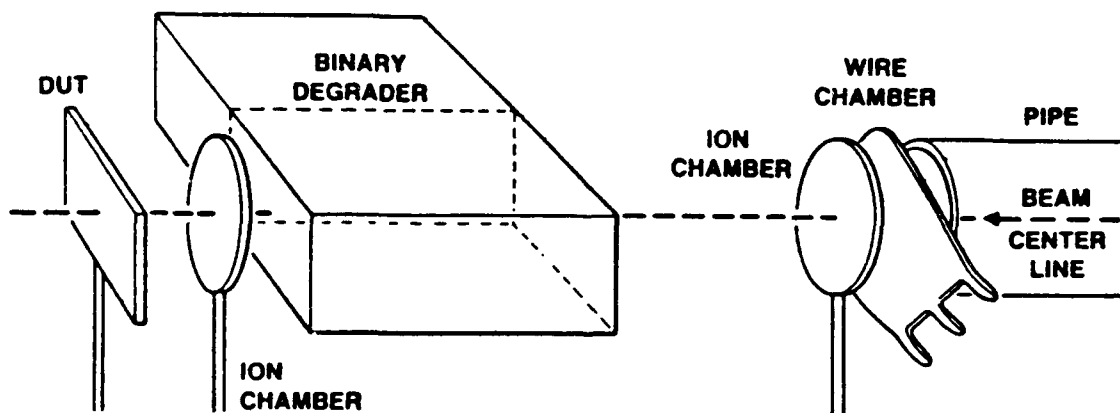 DUT
BINARY
DEGRADER
WIRE
CHAMBER
PIPE
ION
CHAMBER
BEAM
CENTER
LINE
ION
CHAMBER